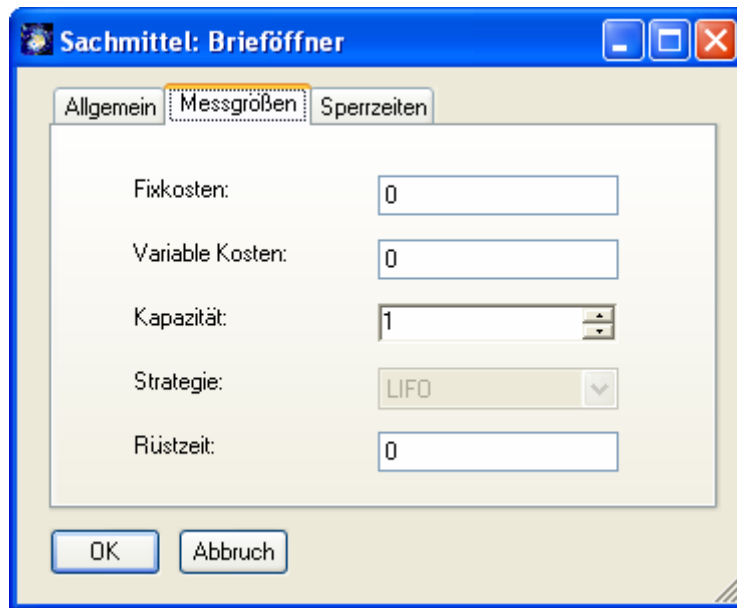 Sachmittel: Brieföffner
Allgemein Messgrößen Sperrzeiten
Fixkosten: 0
Variable Kosten: 0
Kapazität: 1
Strategie: LIFO
Rüstzeit: 0
OK Abbruch